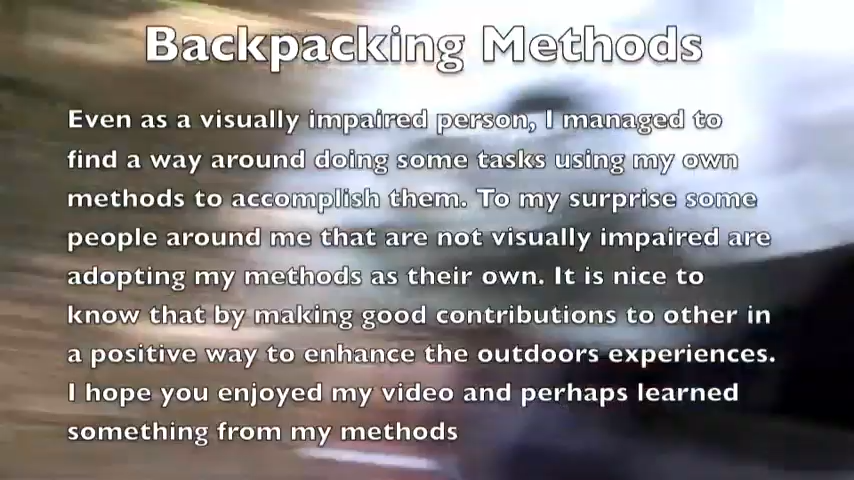 Backpacking Methods
Even as a visually impaired person, I managed to
find a way around doing some tasks using my own
methods to accomplish them. To my surprise some
people around me that are not visually impaired are
adopting my methods as their own. It is nice to
know that by making good contributions to other in
a positive way to enhance the outdoors experiences.
I hope you enjoyed my video and perhaps learned
something from my methods